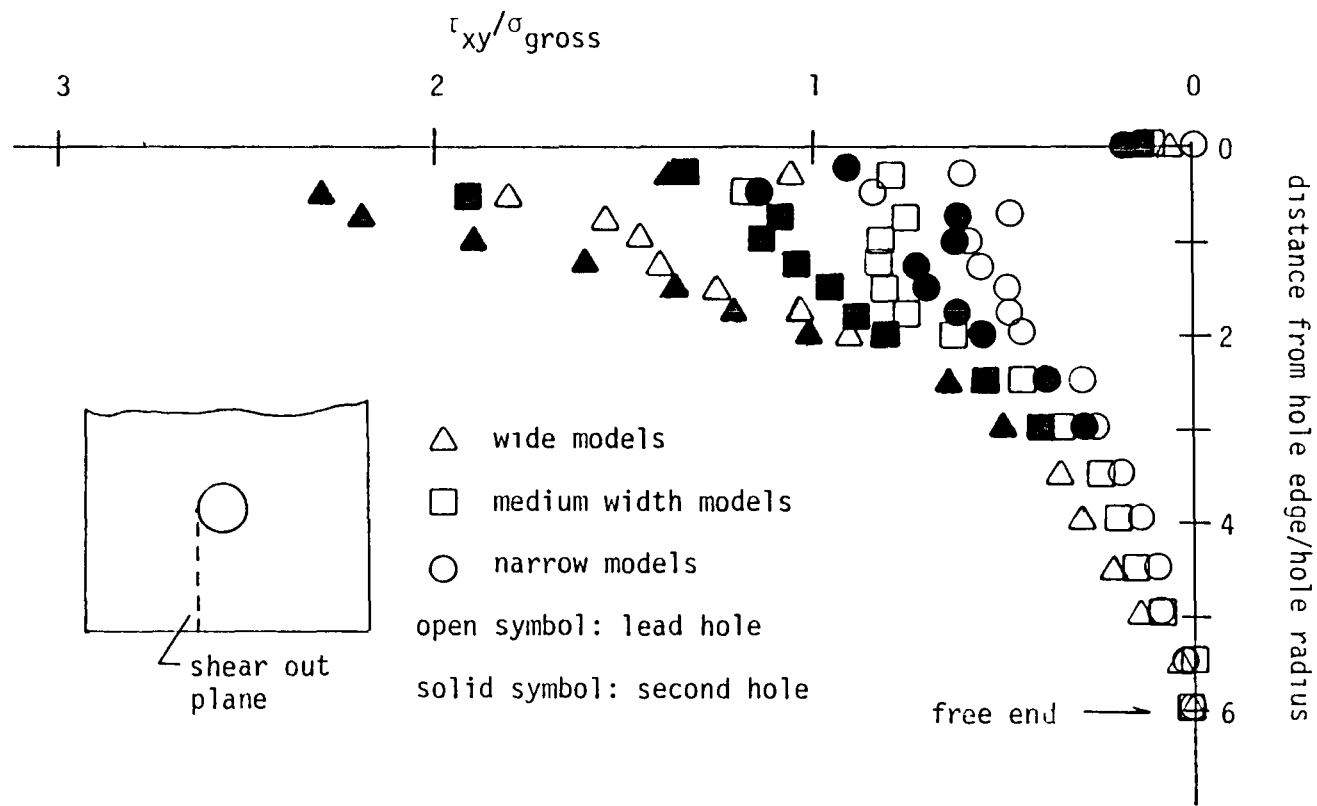 τxy/σgross
3 2 1 0
0
2
4
6
distance from hole edge/hole radius
wide models
medium width models
narrow models
open symbol: lead hole
solid symbol: second hole
shear out
plane
free end